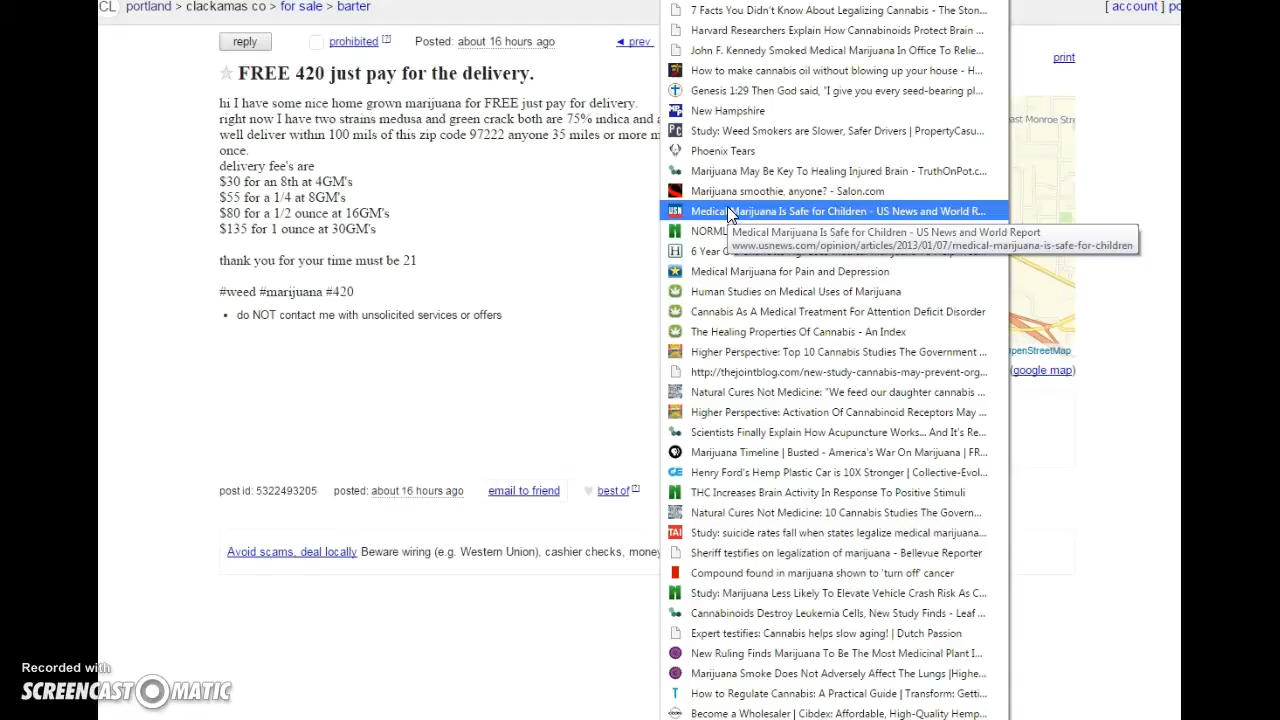 CL portland > clackamas co > for sale > barter
[ account ]
reply
prohibited [?]
Posted: about 16 hours ago
◄ prev
print
☆ FREE 420 just pay for the delivery.
hi I have some nice home grown marijuana for FREE just pay for delivery.
right now I have two strains medusa and green crack both are 75% indica and
well deliver within 100 mils of this zip code 97222 anyone 35 miles or more
once.
delivery fee's are
$30 for an 8th at 4GM's
$55 for a 1/4 at 8GM's
$80 for a 1/2 ounce at 16GM's
$135 for 1 ounce at 30GM's
thank you for your time must be 21
#weed #marijuana #420
• do NOT contact me with unsolicited services or offers
post id: 5322493205
posted: about 16 hours ago
email to friend
best of [?]
Avoid scams, deal locally Beware wiring (e.g. Western Union), cashier checks, money
7 Facts You Didn't Know About Legalizing Cannabis - The Ston...
Harvard Researchers Explain How Cannabinoids Protect Brain ...
John F. Kennedy Smoked Medical Marijuana In Office To Relie...
How to make cannabis oil without blowing up your house - H...
Genesis 1:29 Then God said, "I give you every seed-bearing pl...
New Hampshire
Study: Weed Smokers are Slower, Safer Drivers | PropertyCasu...
Phoenix Tears
Marijuana May Be Key To Healing Injured Brain - TruthOnPot.c...
Marijuana smoothie, anyone? - Salon.com
Medical Marijuana Is Safe for Children - US News and World R...
NORML
Medical Marijuana Is Safe for Children - US News and World Report
www.usnews.com/opinion/articles/2013/01/07/medical-marijuana-is-safe-for-children
6 Year
Medical Marijuana for Pain and Depression
Human Studies on Medical Uses of Marijuana
Cannabis As A Medical Treatment For Attention Deficit Disorder
The Healing Properties Of Cannabis - An Index
Higher Perspective: Top 10 Cannabis Studies The Government ...
http://thejointblog.com/new-study-cannabis-may-prevent-org...
Natural Cures Not Medicine: "We feed our daughter cannabis ...
Higher Perspective: Activation Of Cannabinoid Receptors May ...
Scientists Finally Explain How Acupuncture Works... And It's Re...
Marijuana Timeline | Busted - America's War On Marijuana | FR...
Henry Ford's Hemp Plastic Car is 10X Stronger | Collective-Evol...
THC Increases Brain Activity In Response To Positive Stimuli
Natural Cures Not Medicine: 10 Cannabis Studies The Govern...
Study: suicide rates fall when states legalize medical marijuana...
Sheriff testifies on legalization of marijuana - Bellevue Reporter
Compound found in marijuana shown to 'turn off' cancer
Study: Marijuana Less Likely To Elevate Vehicle Crash Risk As C...
Cannabinoids Destroy Leukemia Cells, New Study Finds - Leaf ...
Expert testifies: Cannabis helps slow aging! | Dutch Passion
New Ruling Finds Marijuana To Be The Most Medicinal Plant I...
Marijuana Smoke Does Not Adversely Affect The Lungs |Highe...
How to Regulate Cannabis: A Practical Guide | Transform: Getti...
Become a Wholesaler | Cibdex: Affordable, High-Quality Hemp...
ast Monroe Str
penStreetMap
(google map)
Recorded with
SCREENCAST-O-MATIC